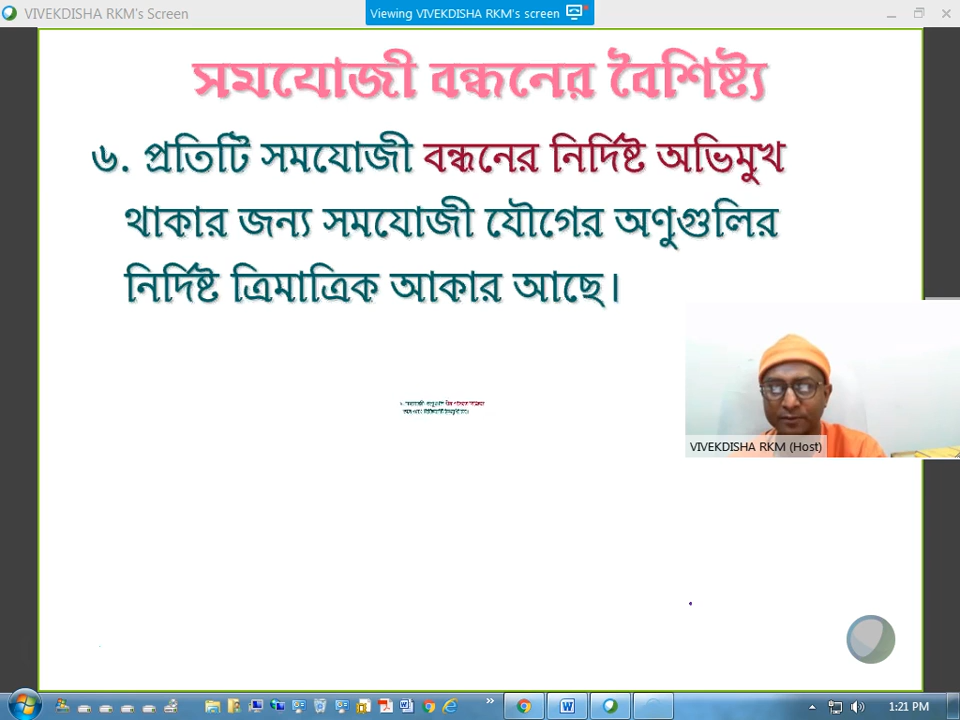 VIVEKDISHA RKM's Screen
Viewing VIVEKDISHA RKM's screen
সমযোজী বন্ধনের বৈশিষ্ট্য
৬. প্রতিটি সমযোজী বন্ধনের নির্দিষ্ট অভিমুখ
থাকার জন্য সমযোজী যৌগের অণুগুলির
নির্দিষ্ট ত্রিমাত্রিক আকার আছে।
VIVEKDISHA RKM (Host)
1:21 PM